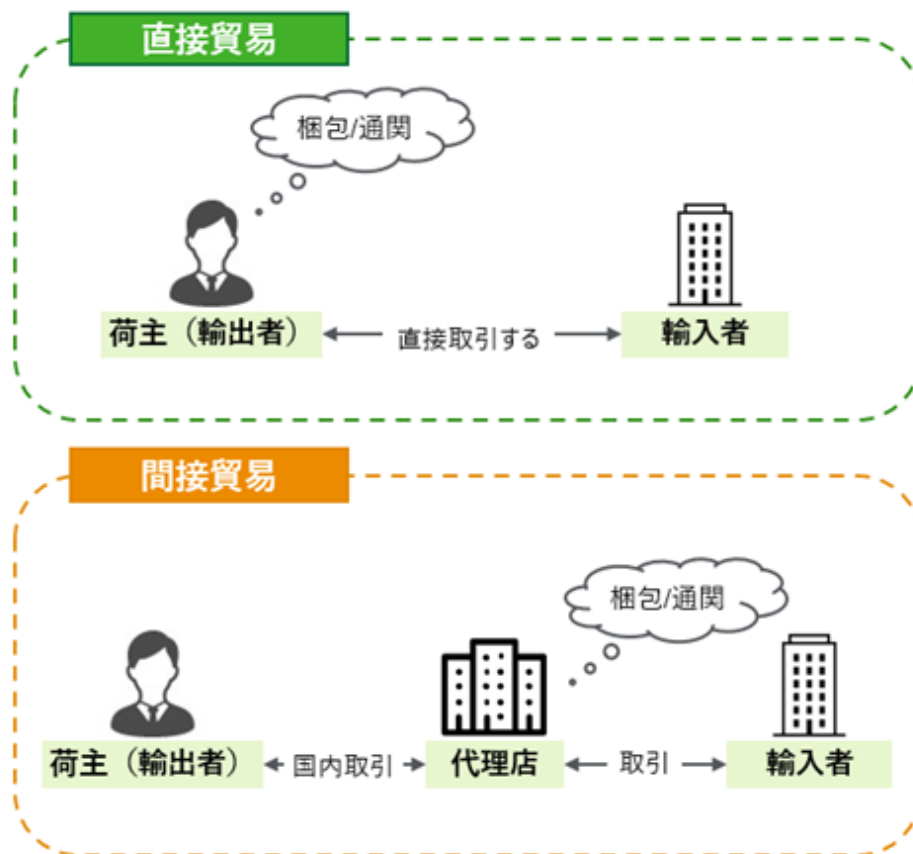 直接貿易
梱包/通関
荷主（輸出者）
直接取引する
輸入者
間接貿易
梱包/通関
荷主（輸出者）
国内取引
代理店
取引
輸入者